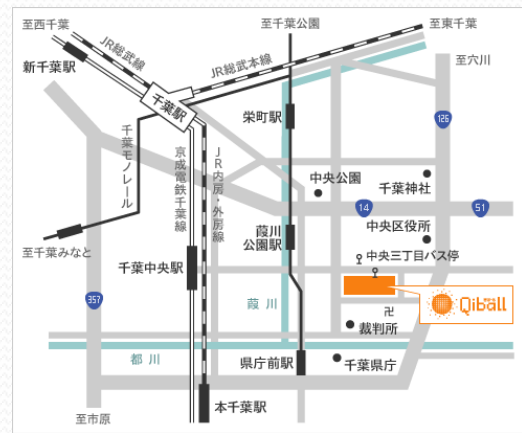 至西千葉
至千葉公園
至東千葉
JR総武線
JR総武本線
新千葉駅
至穴川
千葉駅
栄町駅
126
千葉モノレール
京成電鉄千葉線
JR内房・外房線
中央公園
千葉神社
14
51
葭川
公園駅
中央区役所
至千葉みなと
千葉中央駅
中央三丁目バス停
357
葭川
卍
Qiball
裁判所
都川
県庁前駅
千葉県庁
本千葉駅
至市原